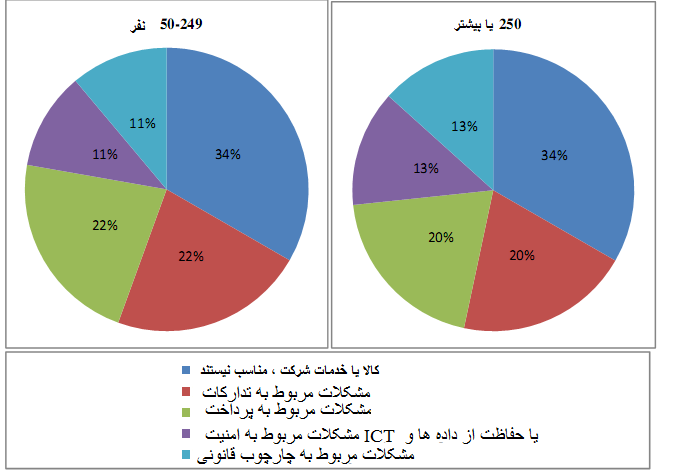 50-249 نفر
34%
22%
22%
11%
11%
250 یا پیشتر
34%
20%
20%
13%
13%
کالا یا خدمات شرکت ، مناسب نیستند
مشکلات مربوط به تدارکات
مشکلات مربوط به پرداخت
مشکلات مربوط به امنیت ICT یا حفاظت از داده ها و
مشکلات مربوط به چارچوب قانونی